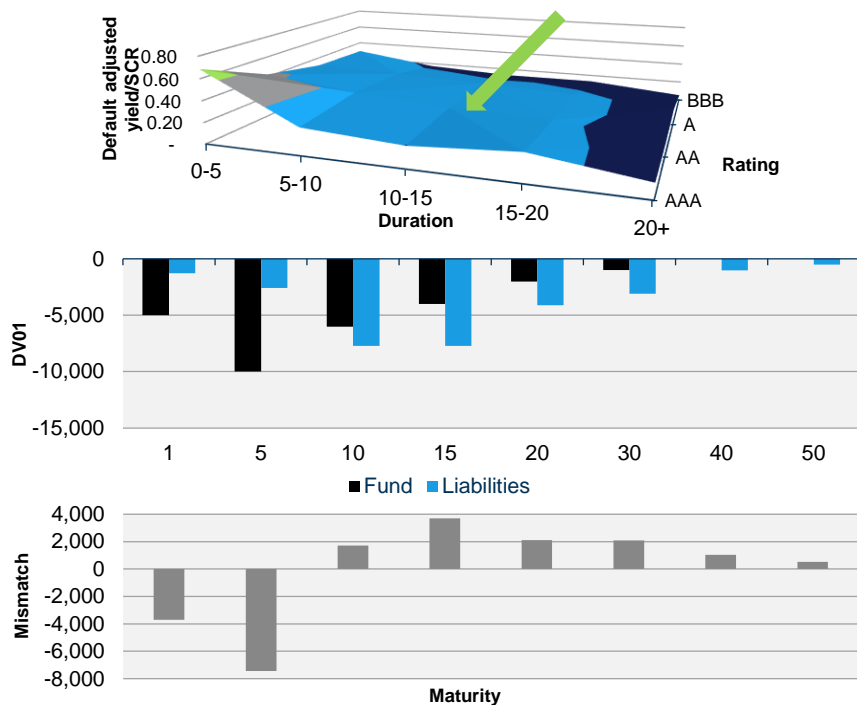 Default adjusted
yield/SCR
0.80
0.60
0.40
0.20
-
0-5
5-10
10-15
15-20
20+
Duration
BBB
A
AA
AAA
Rating
DV01
0
-5,000
-10,000
-15,000
1 5 10 15 20 30 40 50
Fund Liabilities
Mismatch
4,000
2,000
0
-2,000
-4,000
-6,000
-8,000
Maturity